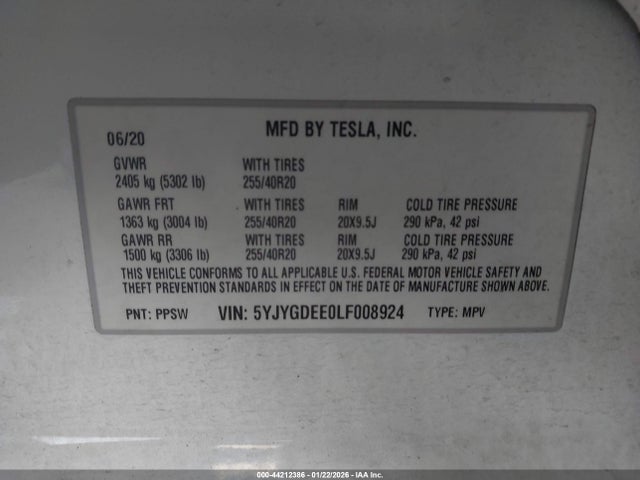 MFD BY TESLA, INC.
06/20
GVWR WITH TIRES
2405 kg (5302 lb) 255/40R20
GAWR FRT WITH TIRES RIM COLD TIRE PRESSURE
1363 kg (3004 lb) 255/40R20 20X9.5J 290 kPa, 42 psi
GAWR RR WITH TIRES RIM COLD TIRE PRESSURE
1500 kg (3306 lb) 255/40R20 20X9.5J 290 kPa, 42 psi
THIS VEHICLE CONFORMS TO ALL APPLICABLE U.S. FEDERAL MOTOR VEHICLE SAFETY AND
THEFT PREVENTION STANDARDS IN EFFECT ON THE DATE OF MANUFACTURE SHOWN ABOVE.
PNT: PPSW VIN: 5YJYGDEE0LF008924 TYPE: MPV
000-44212386 - 01/22/2026 - IAA Inc.